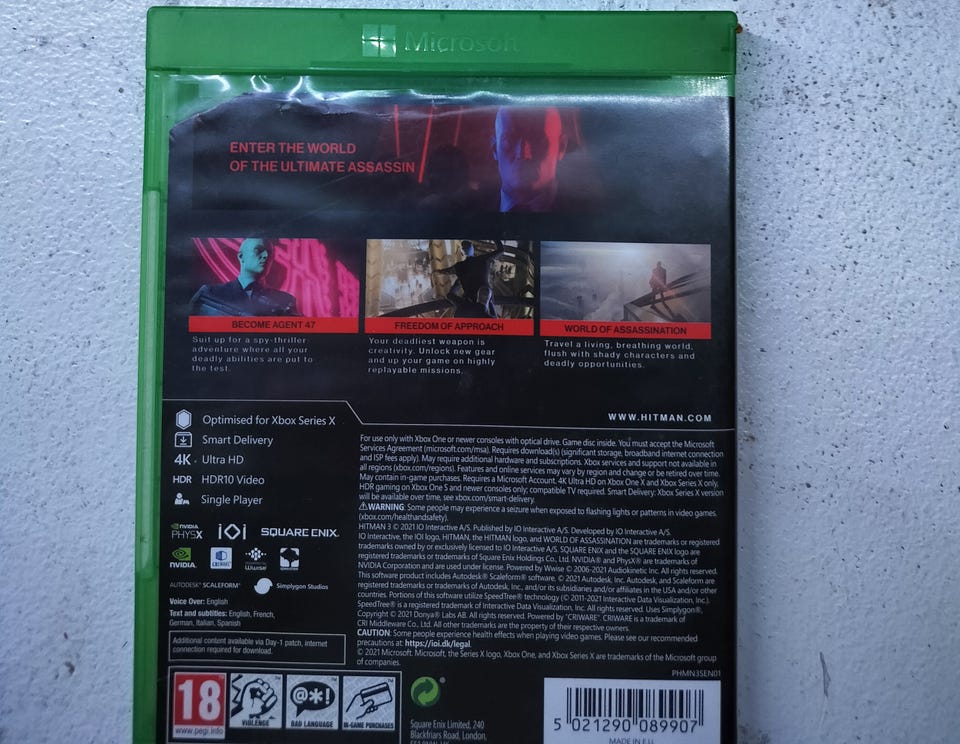 Microsoft
ENTER THE WORLD
OF THE ULTIMATE ASSASSIN
BECOME AGENT 47
Suit up for a spy-thriller
adventure where all your
deadly abilities are put to
the test.
FREEDOM OF APPROACH
Your deadliest weapon is
creativity. Unlock new gear
and up your game on highly
replayable missions.
WORLD OF ASSASSINATION
Travel a living, breathing world,
flush with shady characters and
deadly opportunities.
WWW.HITMAN.COM
Optimised for Xbox Series X
Smart Delivery
4K Ultra HD
HDR HDR10 Video
Single Player
NVIDIA PHYSX IOI SQUARE ENIX.
NVIDIA. Wwise
AUTODESK® SCALEFORM® Simplygon Studios
Voice Over: English
Text and subtitles: English, French,
German, Italian, Spanish
Additional content available via Day-1 patch, internet
connection required for download.
For use only with Xbox One or newer consoles with optical drive. Game disc inside. You must accept the Microsoft
Services Agreement (microsoft.com/msa). Requires download(s) (significant storage, broadband internet connection
and ISP fees apply). May require additional hardware and subscriptions. Xbox services and support not available in
all regions (xbox.com/regions). Features and online services may vary by region and change or be retired over time.
May contain in-game purchases. Requires a Microsoft Account. 4K Ultra HD on Xbox One X and Xbox Series X only,
HDR gaming on Xbox One S and newer consoles only; compatible TV required. Smart Delivery: Xbox Series X version
will be available over time, see xbox.com/smart-delivery.
⚠WARNING. Some people may experience a seizure when exposed to flashing lights or patterns in video games.
(xbox.com/healthandsafety).
HITMAN 3 © 2021 IO Interactive A/S. Published by IO Interactive A/S. Developed by IO Interactive A/S.
IO Interactive, the IOI logo, HITMAN, the HITMAN logo, and WORLD OF ASSASSINATION are trademarks or registered
trademarks owned by or exclusively licensed to IO Interactive A/S. SQUARE ENIX and the SQUARE ENIX logo are
registered trademarks or trademarks of Square Enix Holdings Co., Ltd. NVIDIA® and PhysX® are trademarks of
NVIDIA Corporation and are used under license. Powered by Wwise © 2006-2021 Audiokinetic Inc. All rights reserved.
This software product includes Autodesk® Scaleform® software. © 2021 Autodesk, Inc. Autodesk, and Scaleform are
registered trademarks or trademarks of Autodesk, Inc., and/or its subsidiaries and/or affiliates in the USA and/or other
countries. Portions of this software utilize SpeedTree® technology (© 2011-2021 Interactive Data Visualization, Inc.).
SpeedTree® is a registered trademark of Interactive Data Visualization, Inc. All rights reserved. Uses Simplygon®,
Copyright © 2021 Donya® Labs AB. All rights reserved. Powered by "CRIWARE". CRIWARE is a trademark of
CRI Middleware Co., Ltd. All other trademarks are the property of their respective owners.
CAUTION: Some people experience health effects when playing video games. Please see our recommended
precautions at: https://ioi.dk/legal.
© 2021 Microsoft. Microsoft, the Series X logo, Xbox One, and Xbox Series X are trademarks of the Microsoft group
of companies.
PHMN3SEN01
18
www.pegi.info
VIOLENCE
@*!
BAD LANGUAGE
IN-GAME PURCHASES
Square Enix Limited, 240
Blackfriars Road, London,
5 021290 089907
MADE IN E.U.